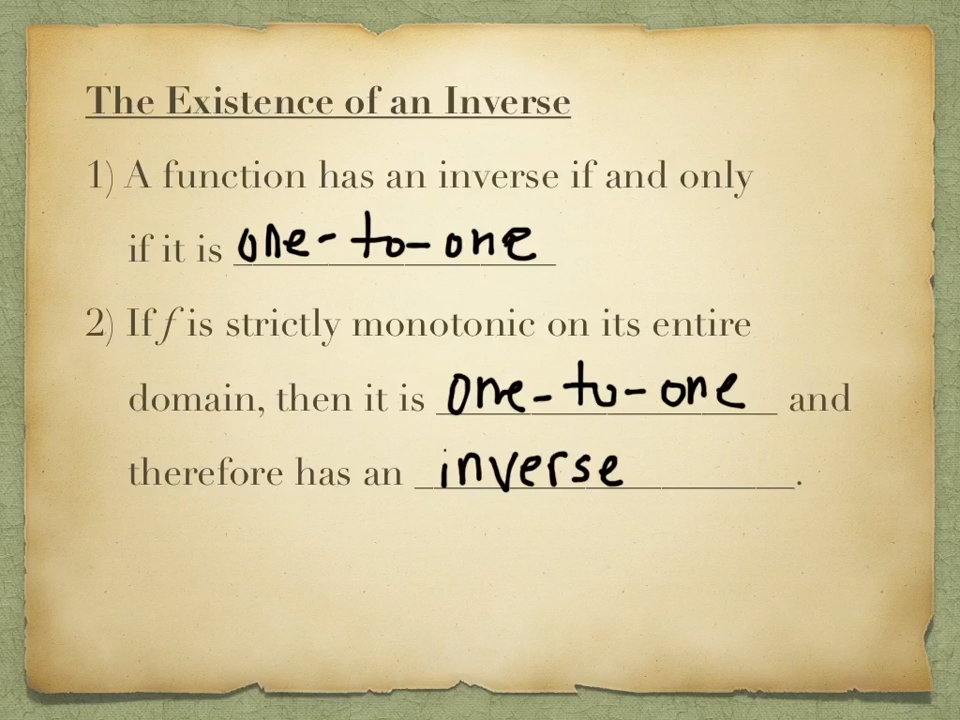 The Existence of an Inverse
1) A function has an inverse if and only
if it is one-to-one
2) If f is strictly monotonic on its entire
domain, then it is one-to-one and
therefore has an inverse.